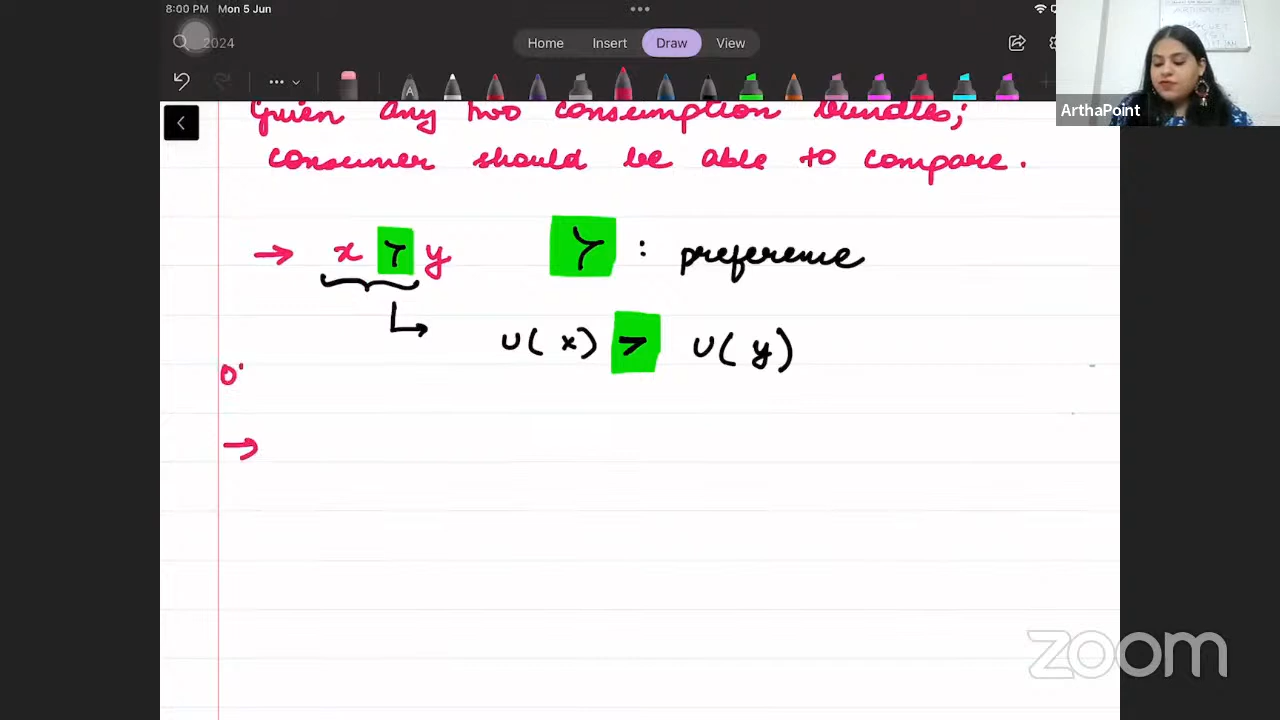 8:00 PM Mon 5 Jun
2024
Home Insert Draw View
A
ARTHAPOINT
ArthaPoint
Given any two consumption bundles;
consumer should be able to compare.
→ x ≻ y ≻ : preference
U( x) > U( y)
→
zoom